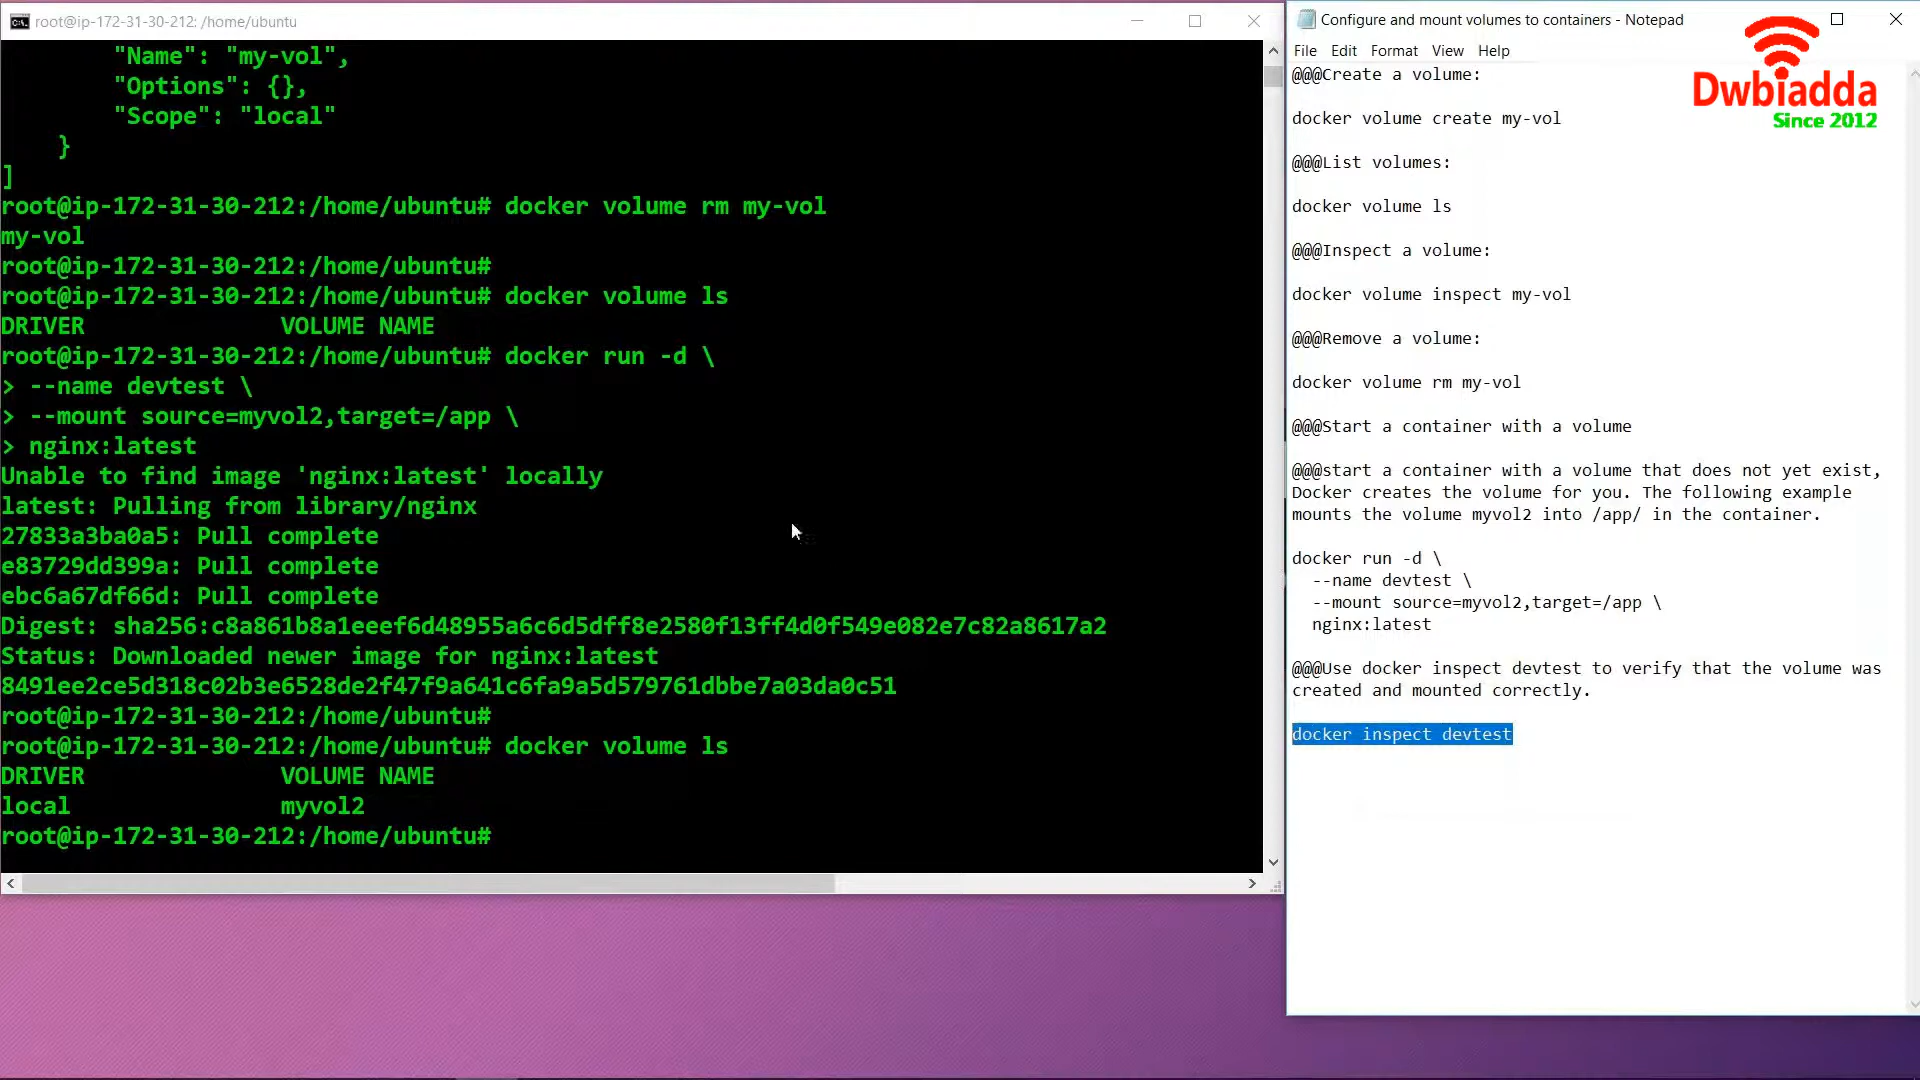 root@ip-172-31-30-212: /home/ubuntu
"Name": "my-vol",
"Options": {},
"Scope": "local"
}
]
root@ip-172-31-30-212:/home/ubuntu# docker volume rm my-vol
my-vol
root@ip-172-31-30-212:/home/ubuntu#
root@ip-172-31-30-212:/home/ubuntu# docker volume ls
DRIVER VOLUME NAME
root@ip-172-31-30-212:/home/ubuntu# docker run -d \
> --name devtest \
> --mount source=myvol2,target=/app \
> nginx:latest
Unable to find image 'nginx:latest' locally
latest: Pulling from library/nginx
27833a3ba0a5: Pull complete
e83729dd399a: Pull complete
ebc6a67df66d: Pull complete
Digest: sha256:c8a861b8a1eeef6d48955a6c6d5dff8e2580f13ff4d0f549e082e7c82a8617a2
Status: Downloaded newer image for nginx:latest
8491ee2ce5d318c02b3e6528de2f47f9a641c6fa9a5d579761dbbe7a03da0c51
root@ip-172-31-30-212:/home/ubuntu#
root@ip-172-31-30-212:/home/ubuntu# docker volume ls
DRIVER VOLUME NAME
local myvol2
root@ip-172-31-30-212:/home/ubuntu#
Configure and mount volumes to containers - Notepad
File Edit Format View Help
Dwbiadda
Since 2012
@@@Create a volume:
docker volume create my-vol
@@@List volumes:
docker volume ls
@@@Inspect a volume:
docker volume inspect my-vol
@@@Remove a volume:
docker volume rm my-vol
@@@Start a container with a volume
@@@start a container with a volume that does not yet exist,
Docker creates the volume for you. The following example
mounts the volume myvol2 into /app/ in the container.
docker run -d \
--name devtest \
--mount source=myvol2,target=/app \
nginx:latest
@@@Use docker inspect devtest to verify that the volume was
created and mounted correctly.
docker inspect devtest